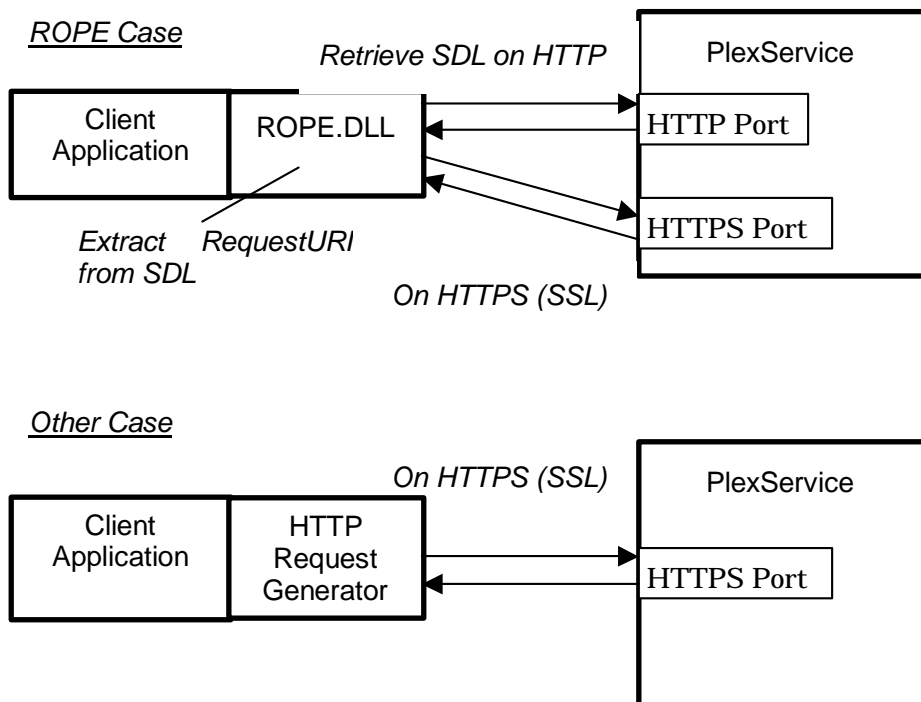 ROPE Case
Retrieve SDL on HTTP
PlexService
Client
Application
ROPE.DLL
HTTP Port
HTTPS Port
Extract RequestURI
from SDL
On HTTPS (SSL)
Other Case
On HTTPS (SSL)
PlexService
Client
Application
HTTP
Request
Generator
HTTPS Port